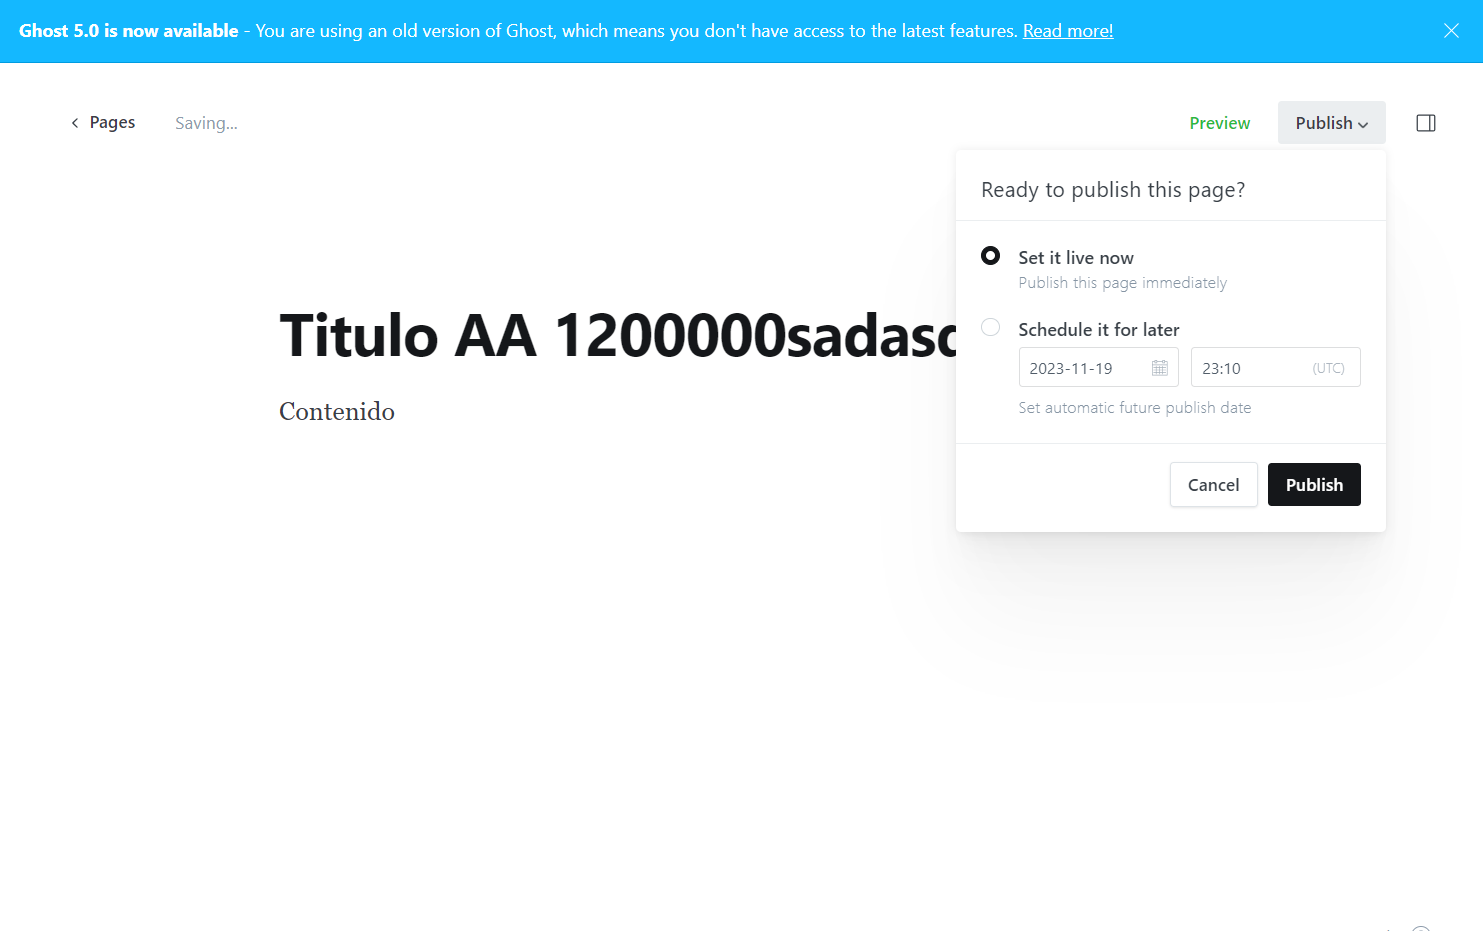 Ghost 5.0 is now available - You are using an old version of Ghost, which means you don't have access to the latest features. Read more!
Pages Saving... Preview Publish
Ready to publish this page?
Set it live now
Publish this page immediately
Schedule it for later
2023-11-19 23:10 (UTC)
Set automatic future publish date
Cancel Publish
Titulo AA 1200000sadasd
Contenido